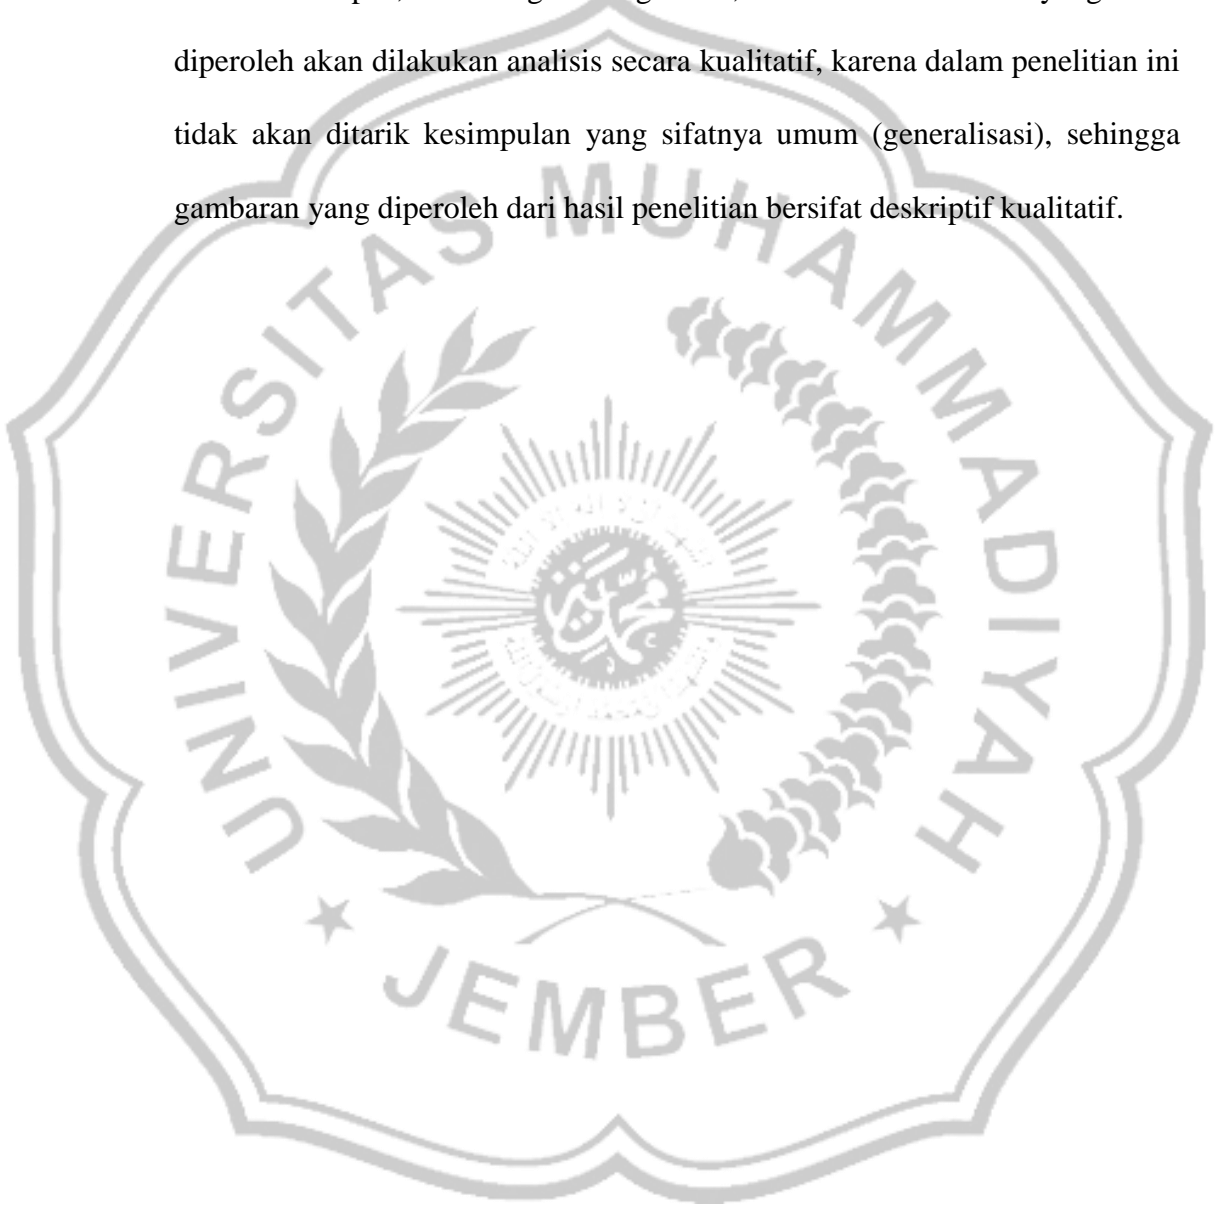 diperoleh akan dilakukan analisis secara kualitatif, karena dalam penelitian ini
tidak akan ditarik kesimpulan yang sifatnya umum (generalisasi), sehingga
gambaran yang diperoleh dari hasil penelitian bersifat deskriptif kualitatif.
UNIVERSITAS MUHAMMADIYAH
JEMBER